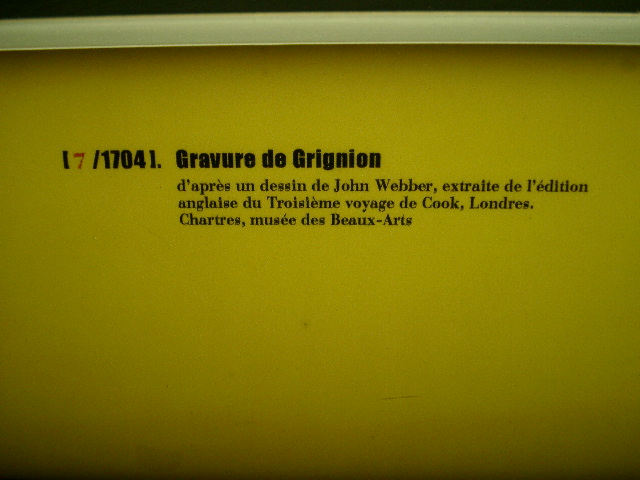 [7/1704]. Gravure de Grignion
d'après un dessin de John Webber, extraite de l'édition
anglaise du Troisième voyage de Cook, Londres.
Chartres, musée des Beaux-Arts